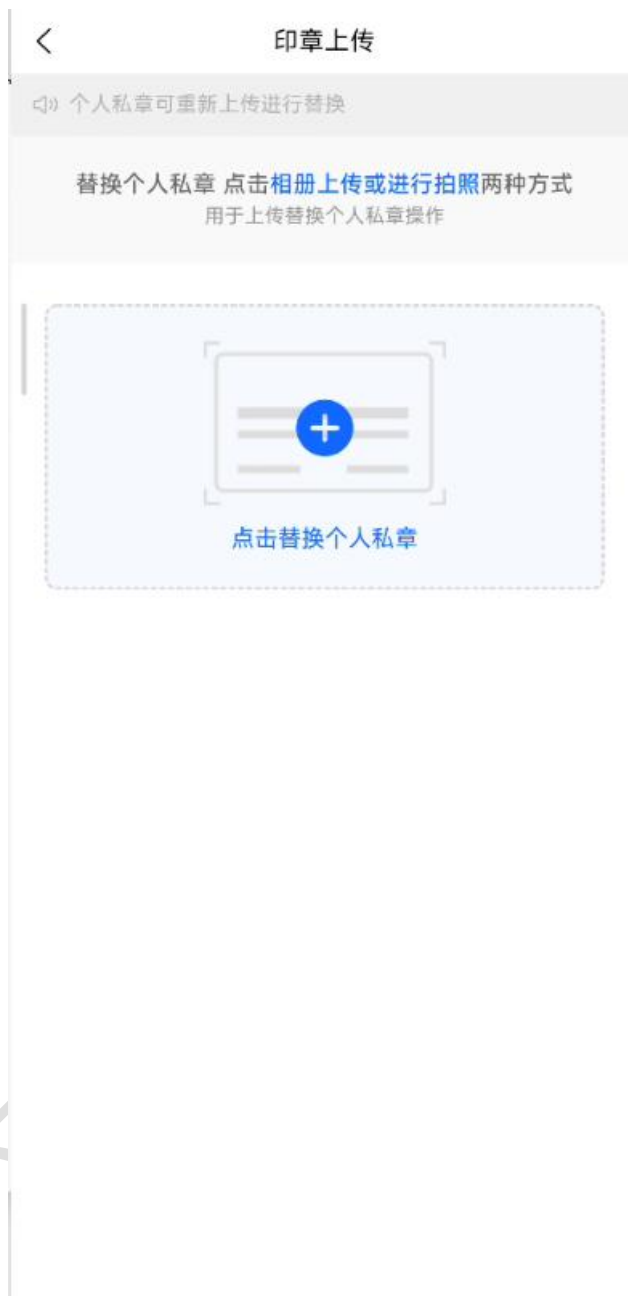 印章上传
个人私章可重新上传进行替换
替换个人私章 点击相册上传或进行拍照两种方式
用于上传替换个人私章操作
点击替换个人私章